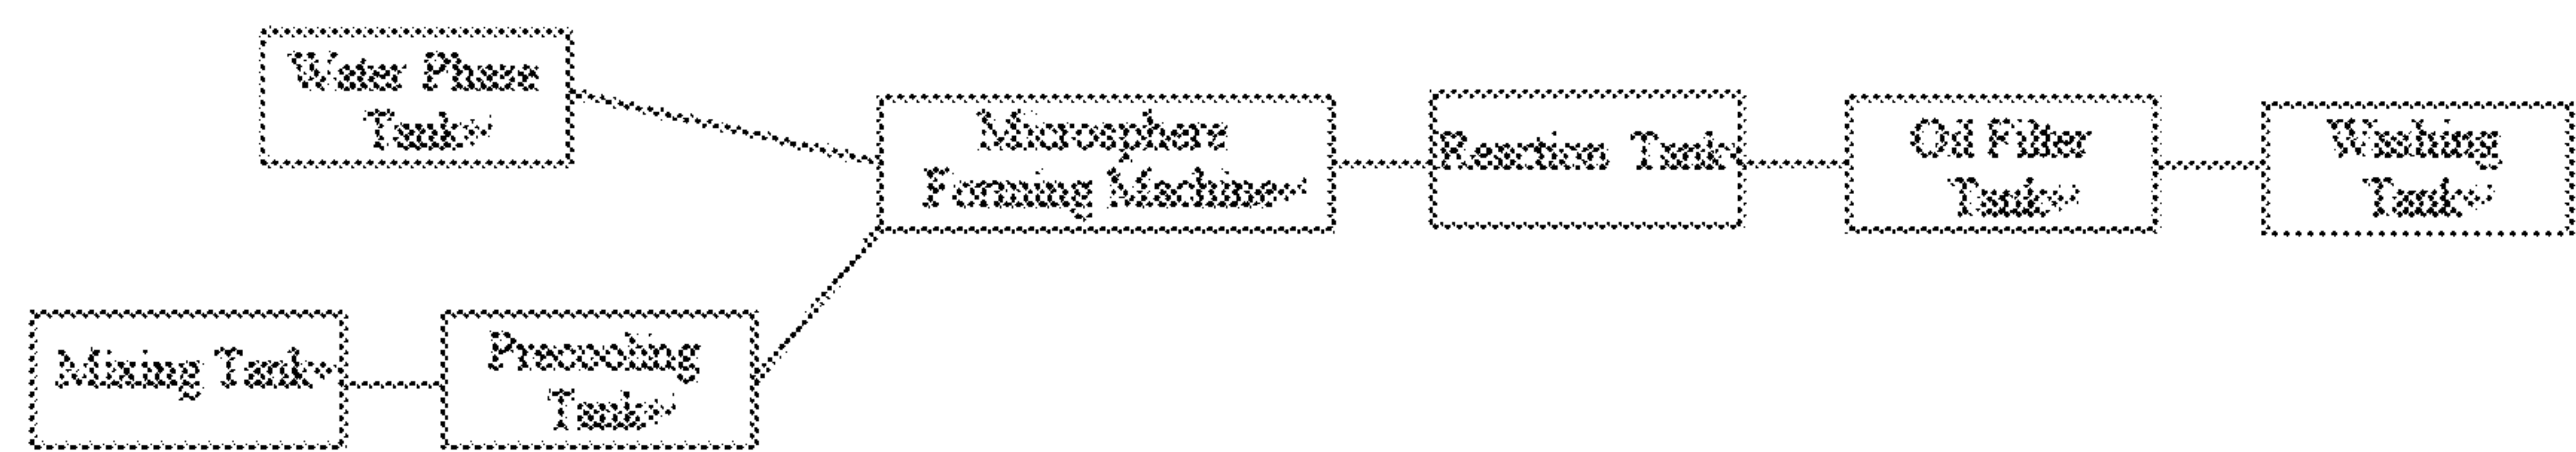 Water Phase
Tank↵
Microsphere
Forming Machine↵
Reaction Tank↵
Oil Filter
Tank↵
Washing
Tank↵
Mixing Tank↵
Precooling
Tank↵